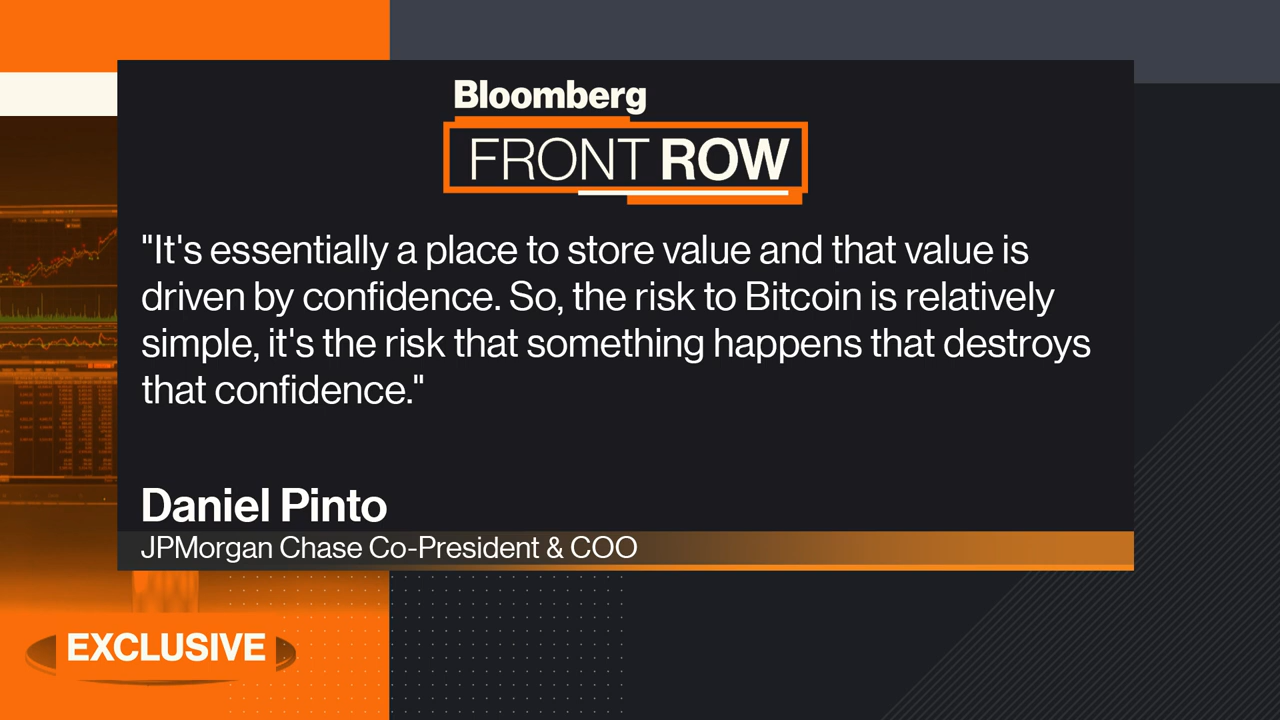 Bloomberg
FRONT ROW
"It's essentially a place to store value and that value is
driven by confidence. So, the risk to Bitcoin is relatively
simple, it's the risk that something happens that destroys
that confidence."
Daniel Pinto
JPMorgan Chase Co-President & COO
EXCLUSIVE